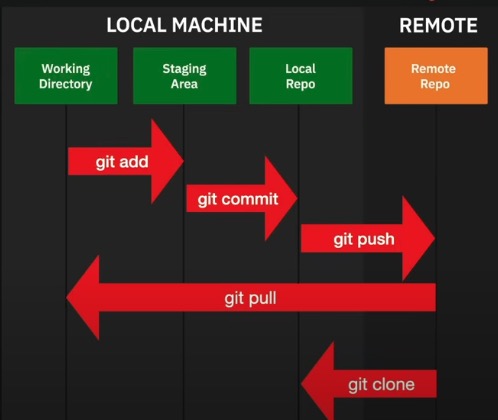 LOCAL MACHINE
REMOTE
Working
Directory
Staging
Area
Local
Repo
Remote
Repo
git add
git commit
git push
git pull
git clone